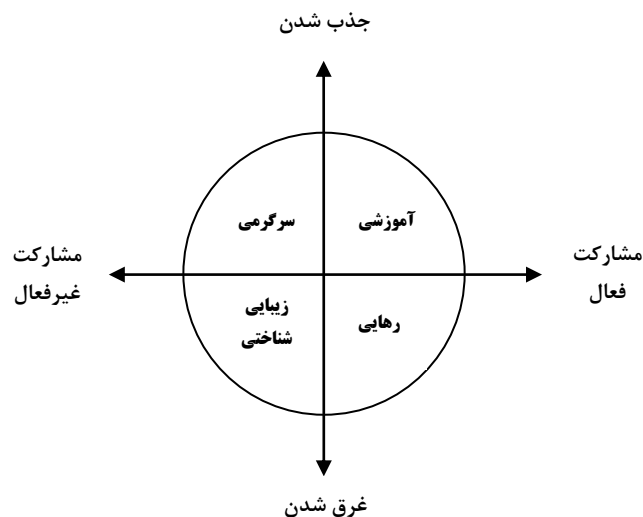 جذب شدن
آموزشی
سرگرمی
مشارکت
فعال
مشارکت
غیرفعال
رهایی
زیبایی
شناختی
غرق شدن